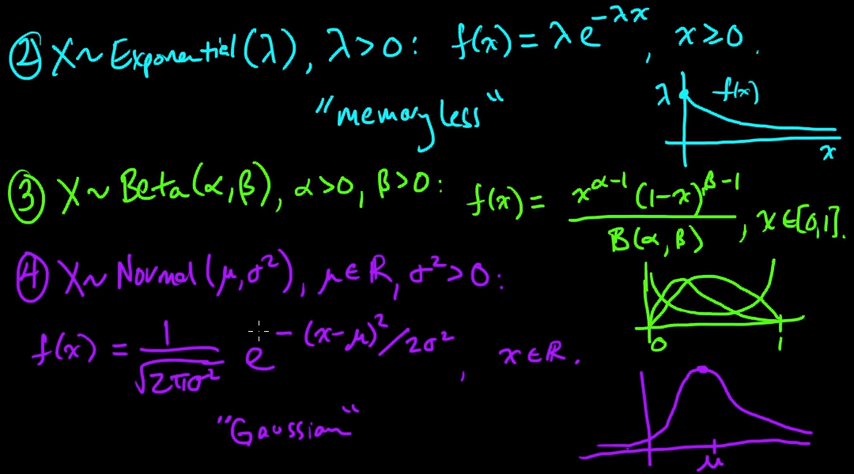 ② X ~ Exponential(λ), λ>0: f(x) = λe^{-λx}, x≥0.
"memoryless"
λ f(x)
x
③ X ~ Beta(α,β), α>0, β>0: f(x) = x^{α-1} (1-x)^{β-1} / B(α,β), x∈[0,1].
④ X ~ Normal(μ,σ²), μ∈ℝ, σ²>0:
0 1
f(x) = 1/√(2πσ²) e^{-(x-μ)²/2σ²}, x∈ℝ.
"Gaussian"
μ